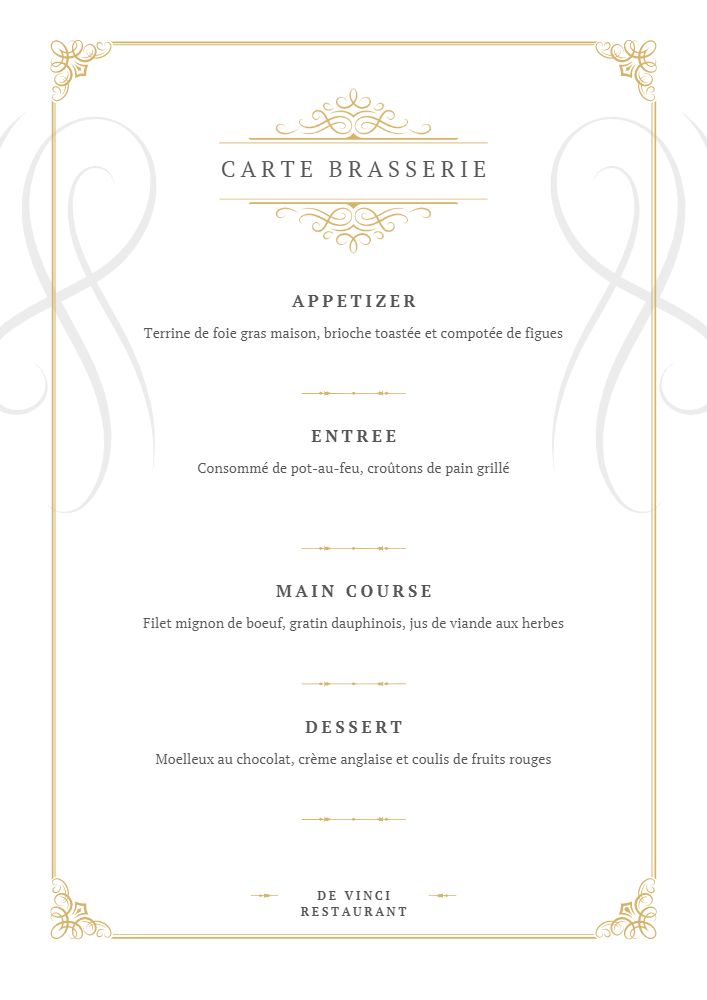 CARTE BRASSERIE
APPETIZER
Terrine de foie gras maison, brioche toastée et compotée de figues
ENTREE
Consommé de pot-au-feu, croûtons de pain grillé
MAIN COURSE
Filet mignon de boeuf, gratin dauphinois, jus de viande aux herbes
DESSERT
Moelleux au chocolat, crème anglaise et coulis de fruits rouges
DE VINCI
RESTAURANT